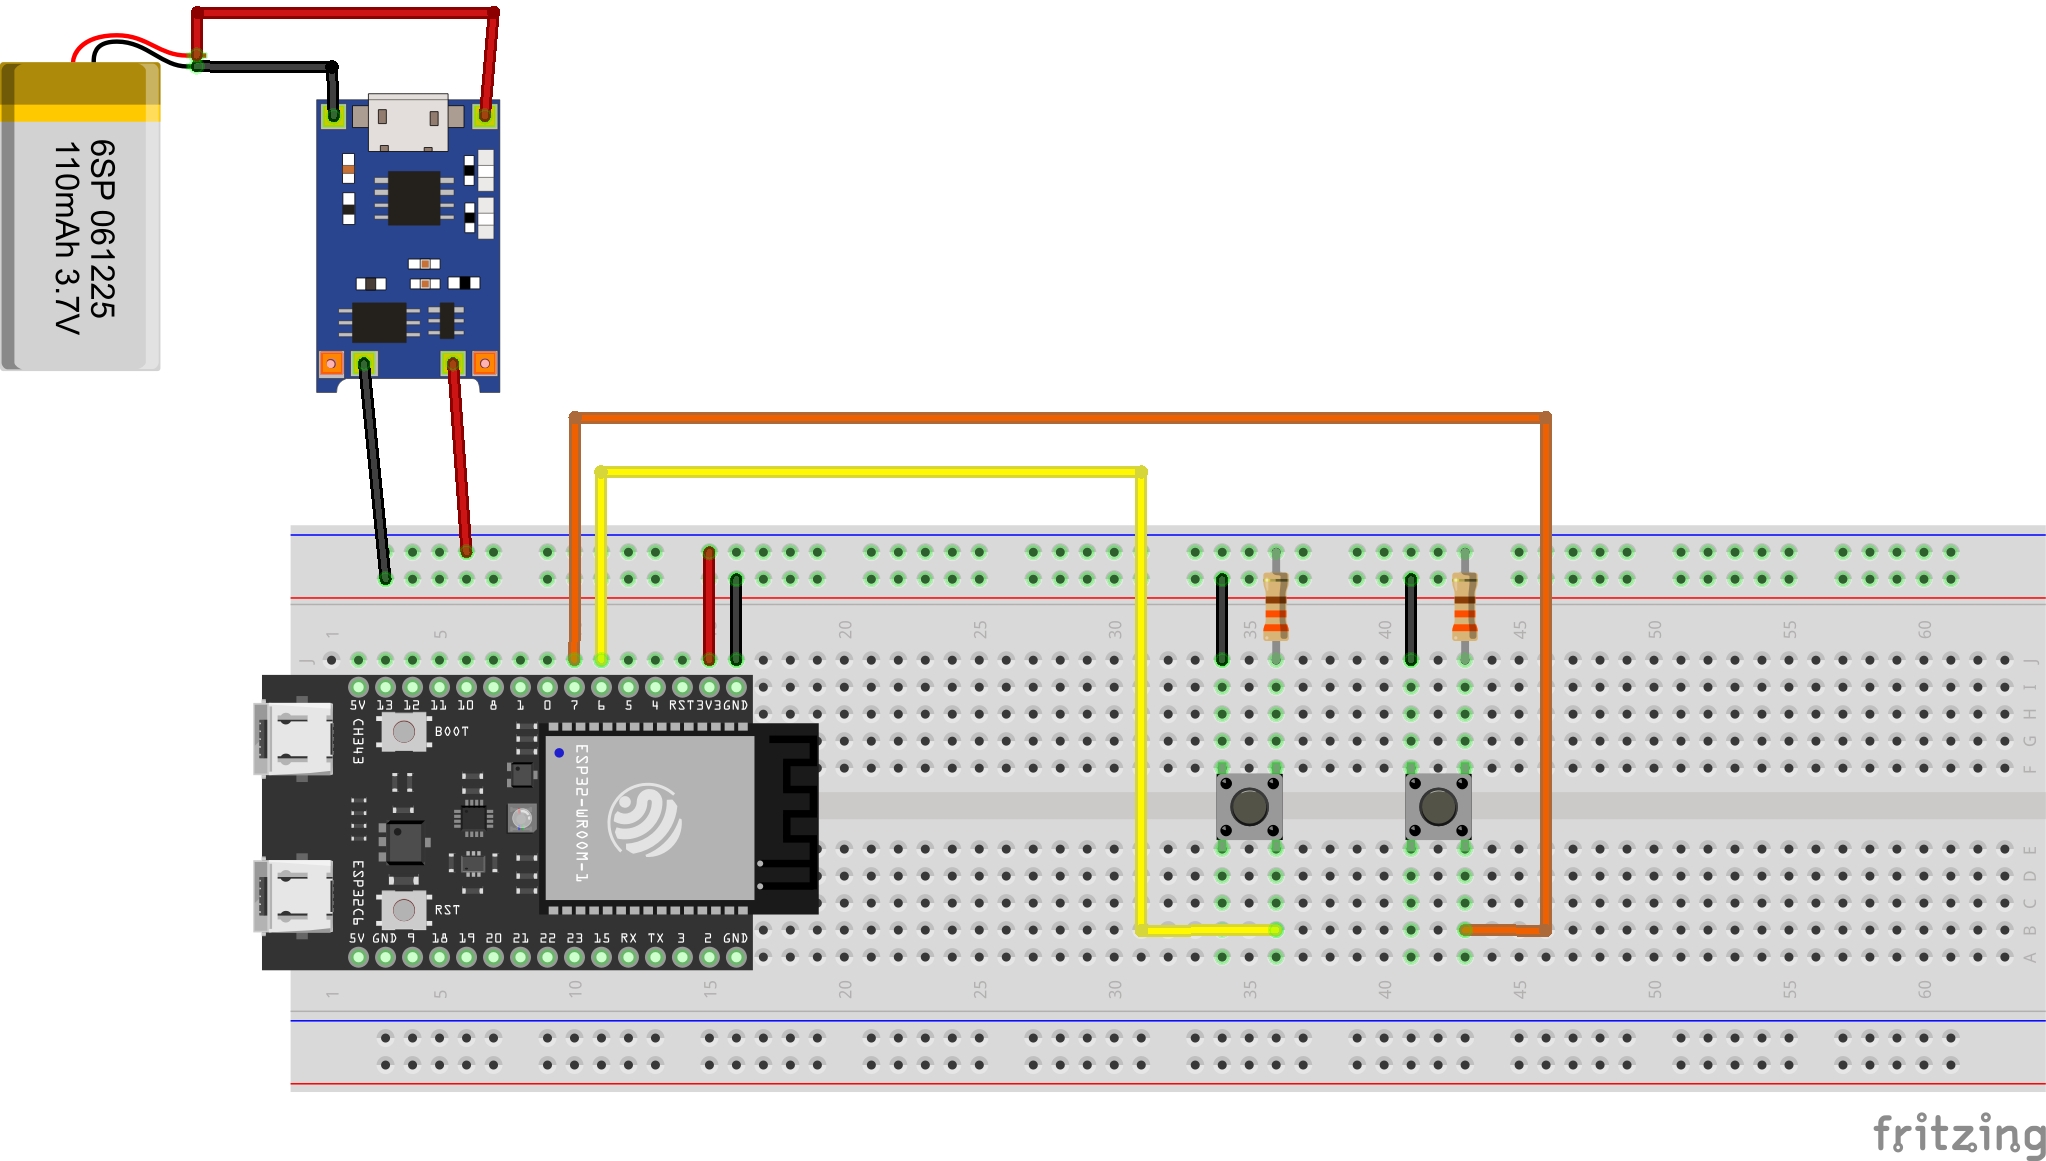 6SP 061225
110mAh 3.7V
1 5 20 25 30 35 40 45 50 55 60
J J
5V 13 12 11 10 8 1 0 7 6 5 4 RST 3V3 GND
I
H
G
F
CH343
BOOT
ESP32-WROOM-1
ESP32C6
RST
E
D
C
B
A
5V GND 9 18 19 20 21 22 23 15 RX TX 3 2 GND
1 5 10 15 20 25 30 35 40 45 50 55 60
fritzing